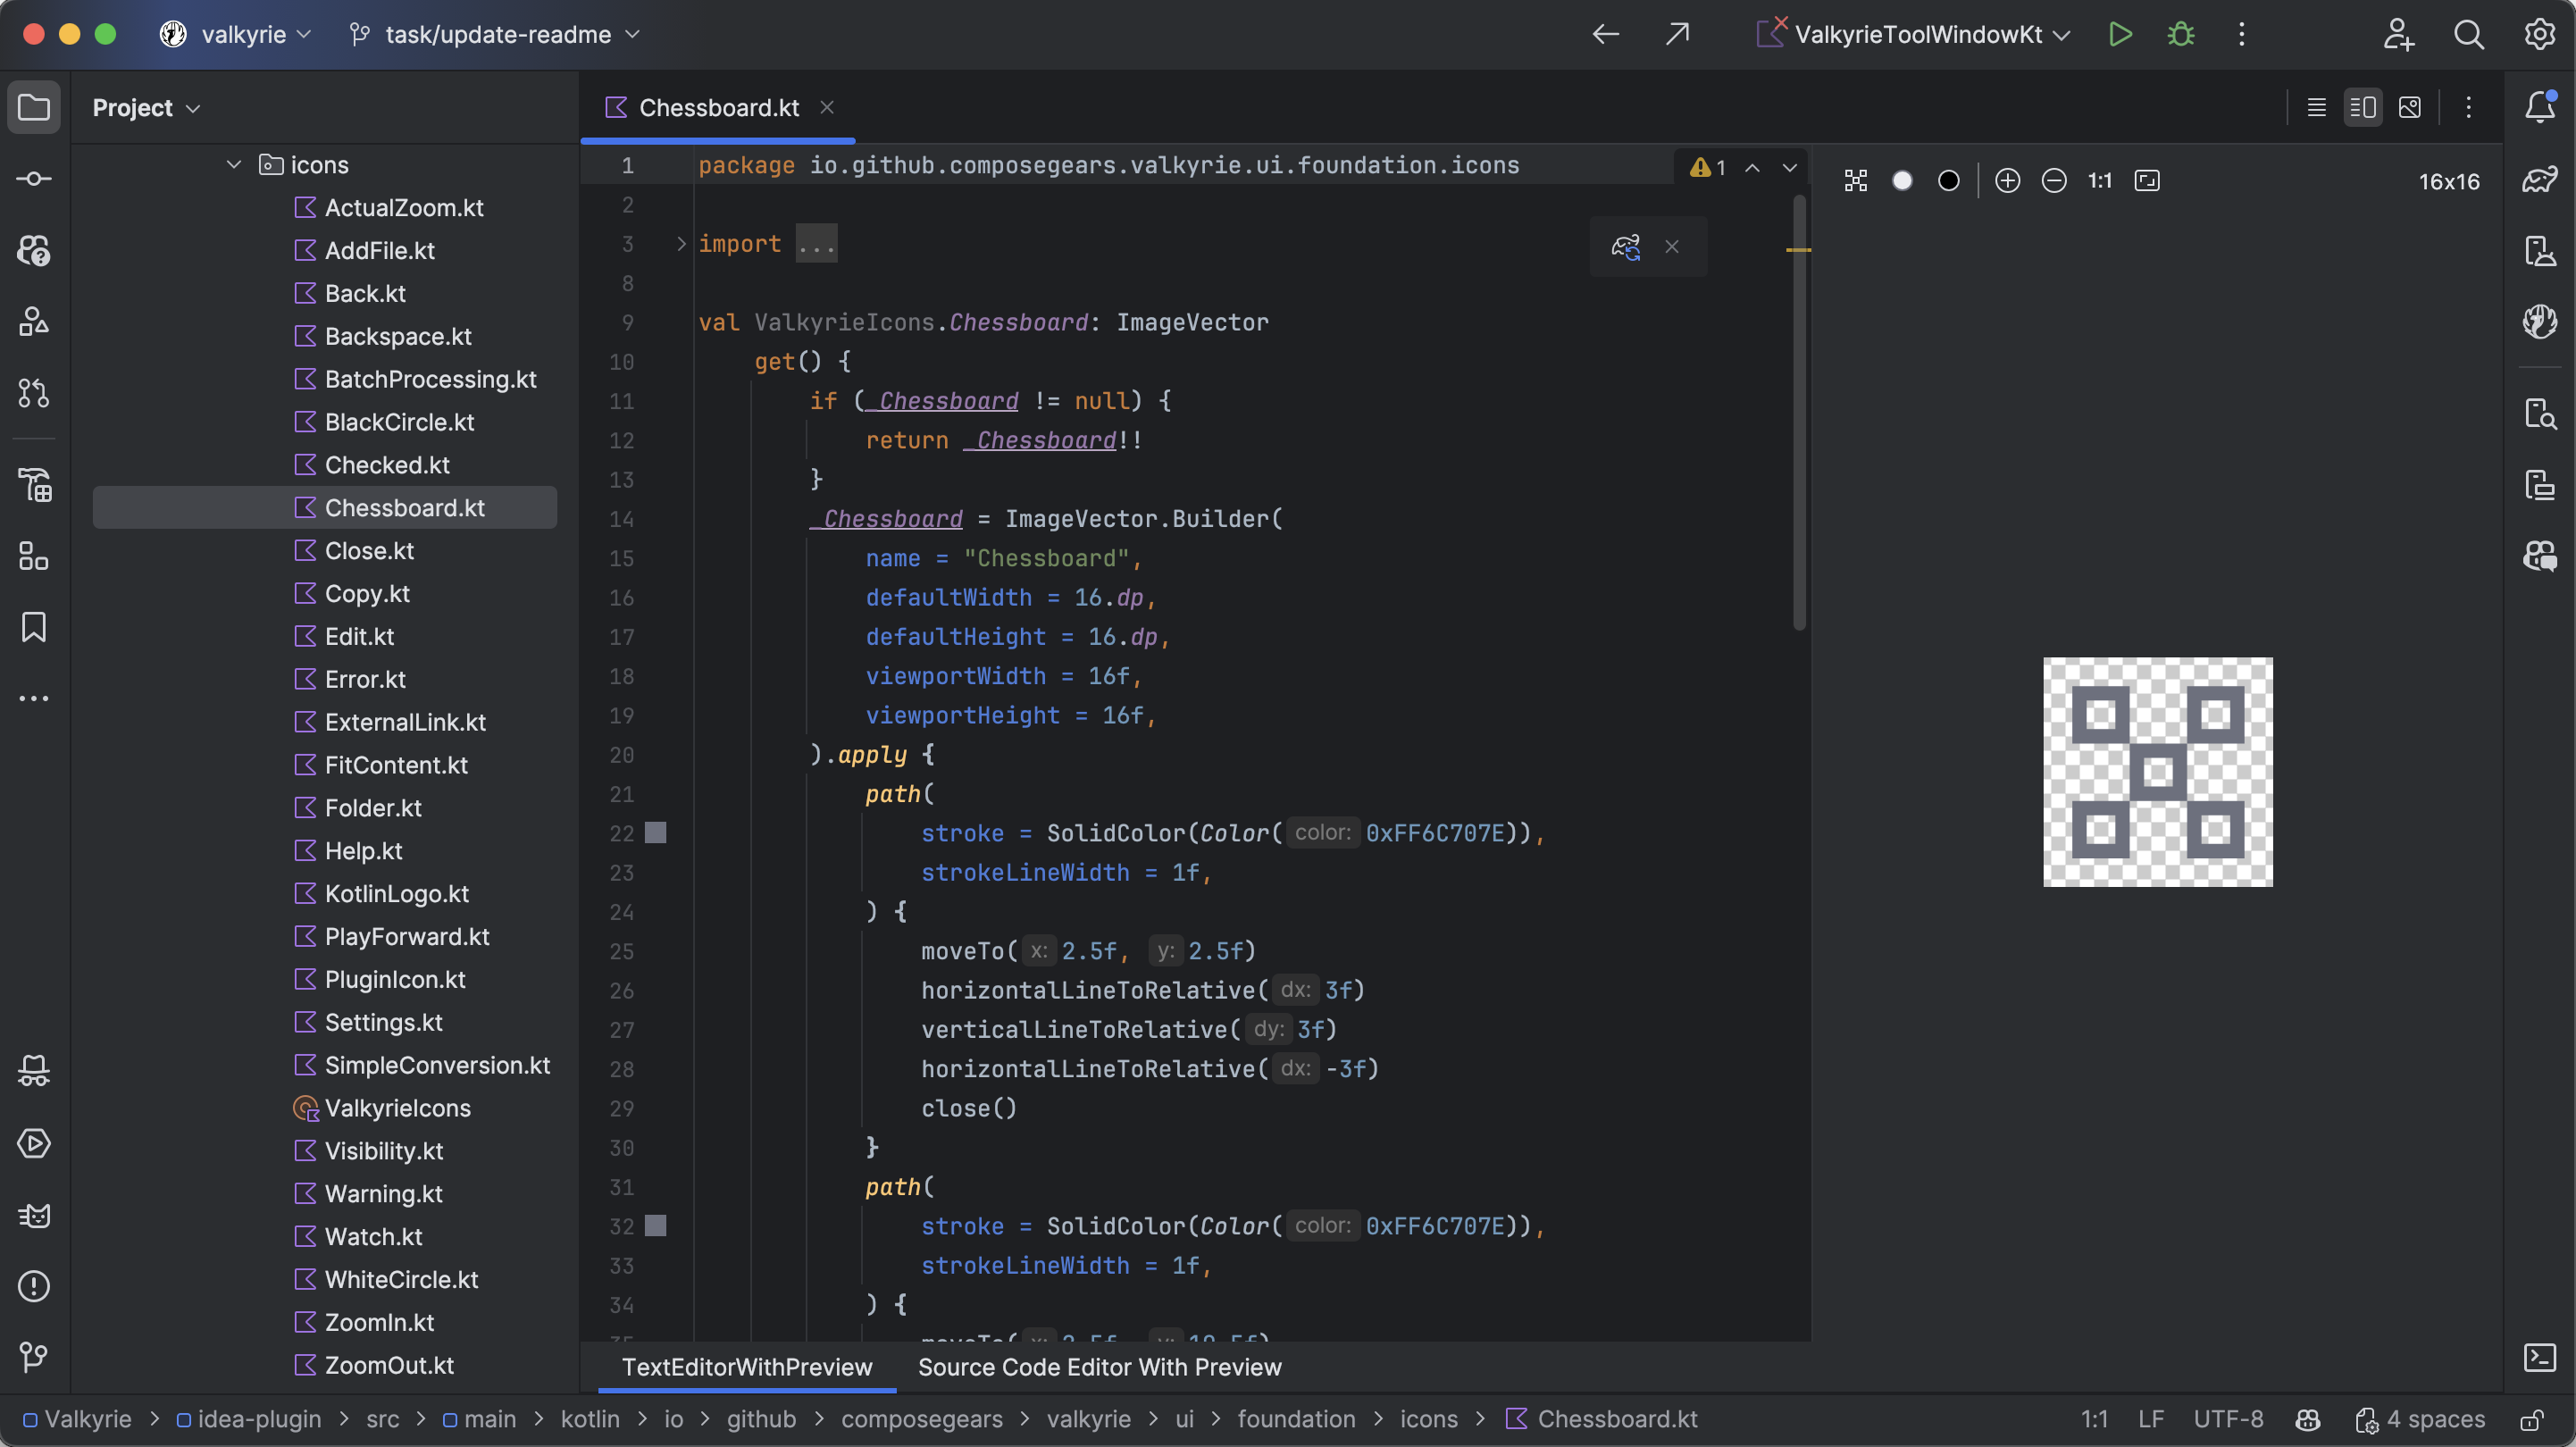 valkyrie
task/update-readme
ValkyrieToolWindowKt
Project
icons
ActualZoom.kt
AddFile.kt
Back.kt
Backspace.kt
BatchProcessing.kt
BlackCircle.kt
Checked.kt
Chessboard.kt
Close.kt
Copy.kt
Edit.kt
Error.kt
ExternalLink.kt
FitContent.kt
Folder.kt
Help.kt
KotlinLogo.kt
PlayForward.kt
PluginIcon.kt
Settings.kt
SimpleConversion.kt
ValkyrieIcons
Visibility.kt
Warning.kt
Watch.kt
WhiteCircle.kt
ZoomIn.kt
ZoomOut.kt
Chessboard.kt
1 package io.github.composegears.valkyrie.ui.foundation.icons
1
2
3 import ...
8
9 val ValkyrieIcons.Chessboard: ImageVector
10 get() {
11 if (_Chessboard != null) {
12 return _Chessboard!!
13 }
14 _Chessboard = ImageVector.Builder(
15 name = "Chessboard",
16 defaultWidth = 16.dp,
17 defaultHeight = 16.dp,
18 viewportWidth = 16f,
19 viewportHeight = 16f,
20 ).apply {
21 path(
22 stroke = SolidColor(Color( color: 0xFF6C707E)),
23 strokeLineWidth = 1f,
24 ) {
25 moveTo( x: 2.5f, y: 2.5f)
26 horizontalLineToRelative( dx: 3f)
27 verticalLineToRelative( dy: 3f)
28 horizontalLineToRelative( dx: -3f)
29 close()
30 }
31 path(
32 stroke = SolidColor(Color( color: 0xFF6C707E)),
33 strokeLineWidth = 1f,
34 ) {
1:1
16x16
TextEditorWithPreview
Source Code Editor With Preview
Valkyrie > idea-plugin > src > main > kotlin > io > github > composegears > valkyrie > ui > foundation > icons > Chessboard.kt
1:1 LF UTF-8 4 spaces